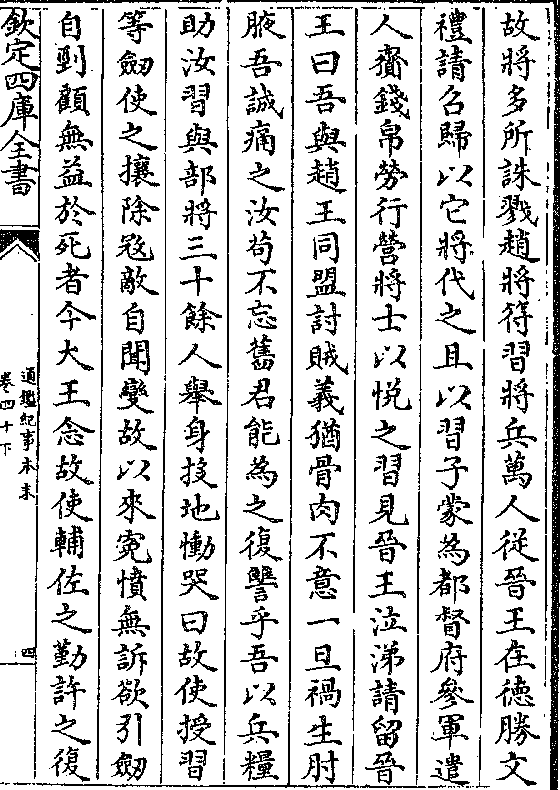 故將多所誅戮趙將符習將兵萬人從晉王在徳勝文
禮請召歸以它將代之且以習子蒙為都督府參軍遣
人齎錢帛勞行營將士以悦之習見晉王泣涕請留晉
王曰吾與趙王同盟討賊義猶骨肉不意一旦禍生肘
腋吾誠痛之汝茍不忘舊君能為之復讐乎吾以兵糧
助汝習與部將三十餘人舉身投地慟哭曰故使授習
等劒使之攘除冦敵自聞變故以來寃憤無訴欲引劒
自剄顧無益於死者今大王念故使輔佐之勤許之復
欽定四庫全書
通鑑紀事本末
卷四十下
四